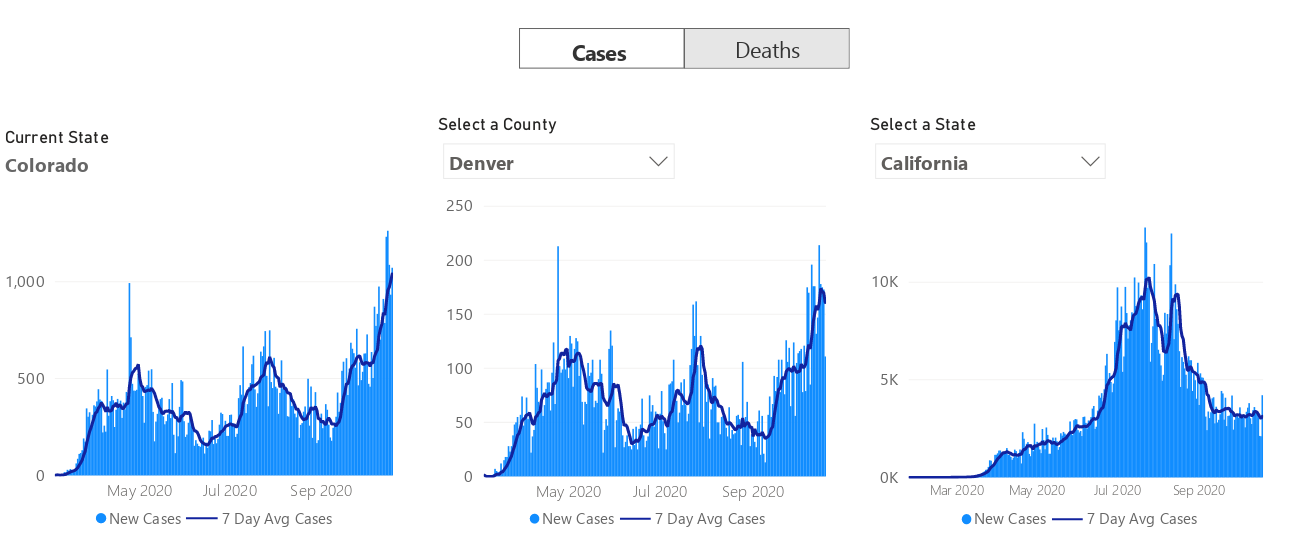 Cases
Deaths
Current State
Colorado
1,000
500
0
May 2020
Jul 2020
Sep 2020
New Cases
7 Day Avg Cases
Select a County
Denver
250
200
150
100
50
0
May 2020
Jul 2020
Sep 2020
New Cases
7 Day Avg Cases
Select a State
California
10K
5K
0K
Mar 2020
May 2020
Jul 2020
Sep 2020
New Cases
7 Day Avg Cases